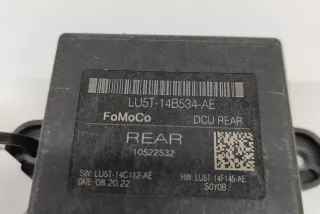 LU5T-14B534-AE
FoMoCo DCU REAR
REAR
10522532
SW: LU5T-14C112-AE HW: LU5T-14F145-AE
DATE: 08.20.22 SOYOB